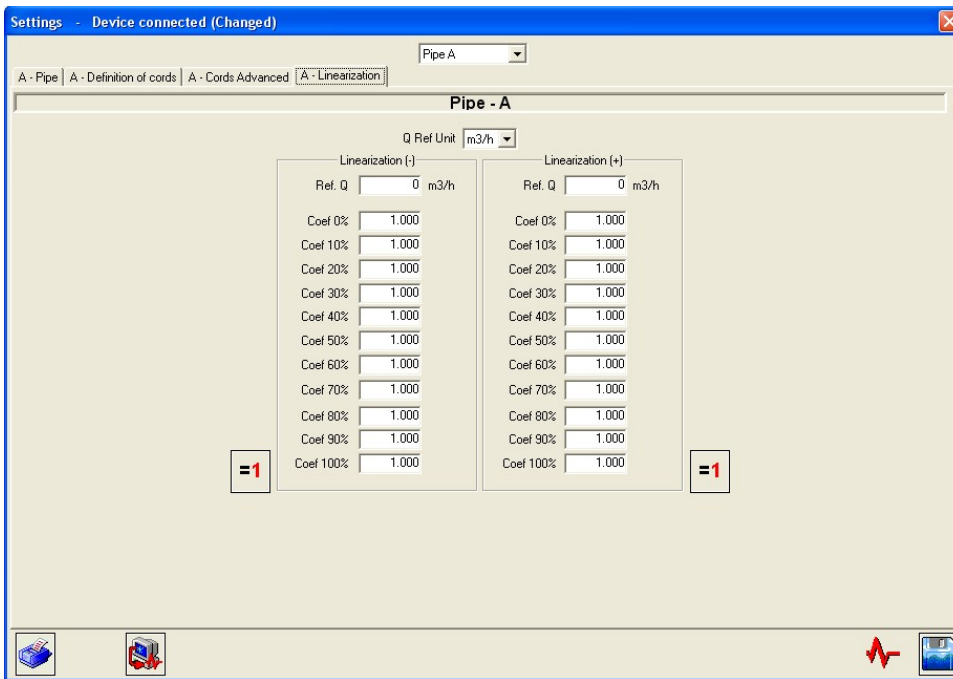 Settings - Device connected (Changed)
Pipe A
A - Pipe A - Definition of cords A - Cords Advanced A - Linearization
Pipe - A
Q Ref Unit m3/h
Linearization (-) Linearization (+)
Ref. Q 0 m3/h Ref. Q 0 m3/h
Coef 0% 1.000 Coef 0% 1.000
Coef 10% 1.000 Coef 10% 1.000
Coef 20% 1.000 Coef 20% 1.000
Coef 30% 1.000 Coef 30% 1.000
Coef 40% 1.000 Coef 40% 1.000
Coef 50% 1.000 Coef 50% 1.000
Coef 60% 1.000 Coef 60% 1.000
Coef 70% 1.000 Coef 70% 1.000
Coef 80% 1.000 Coef 80% 1.000
Coef 90% 1.000 Coef 90% 1.000
Coef 100% 1.000 Coef 100% 1.000
=1 =1